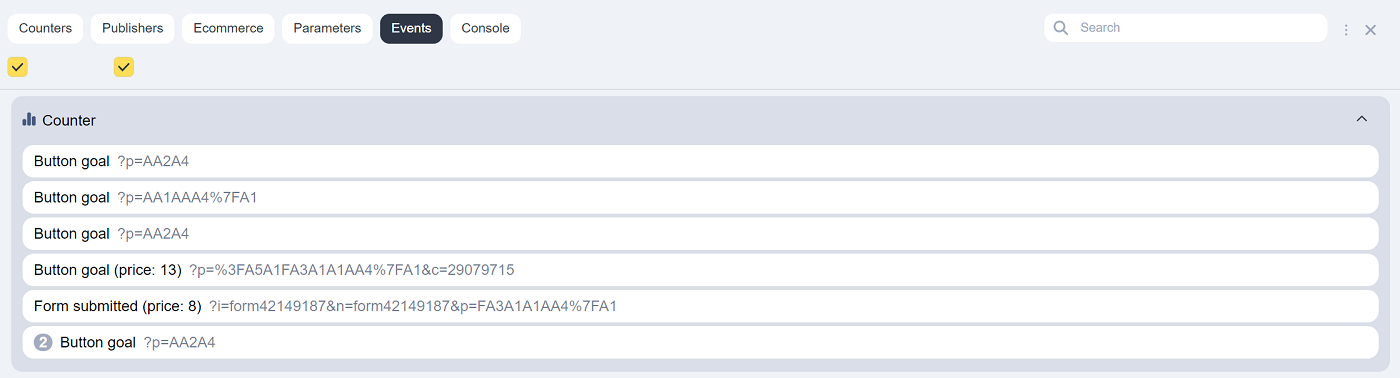 Counters Publishers Ecommerce Parameters Events Console Search
Counter
Button goal ?p=AA2A4
Button goal ?p=AA1AAA4%7FA1
Button goal ?p=AA2A4
Button goal (price: 13) ?p=%3FA5A1FA3A1A1AA4%7FA1&c=29079715
Form submitted (price: 8) ?i=form42149187&n=form42149187&p=FA3A1A1AA4%7FA1
2 Button goal ?p=AA2A4